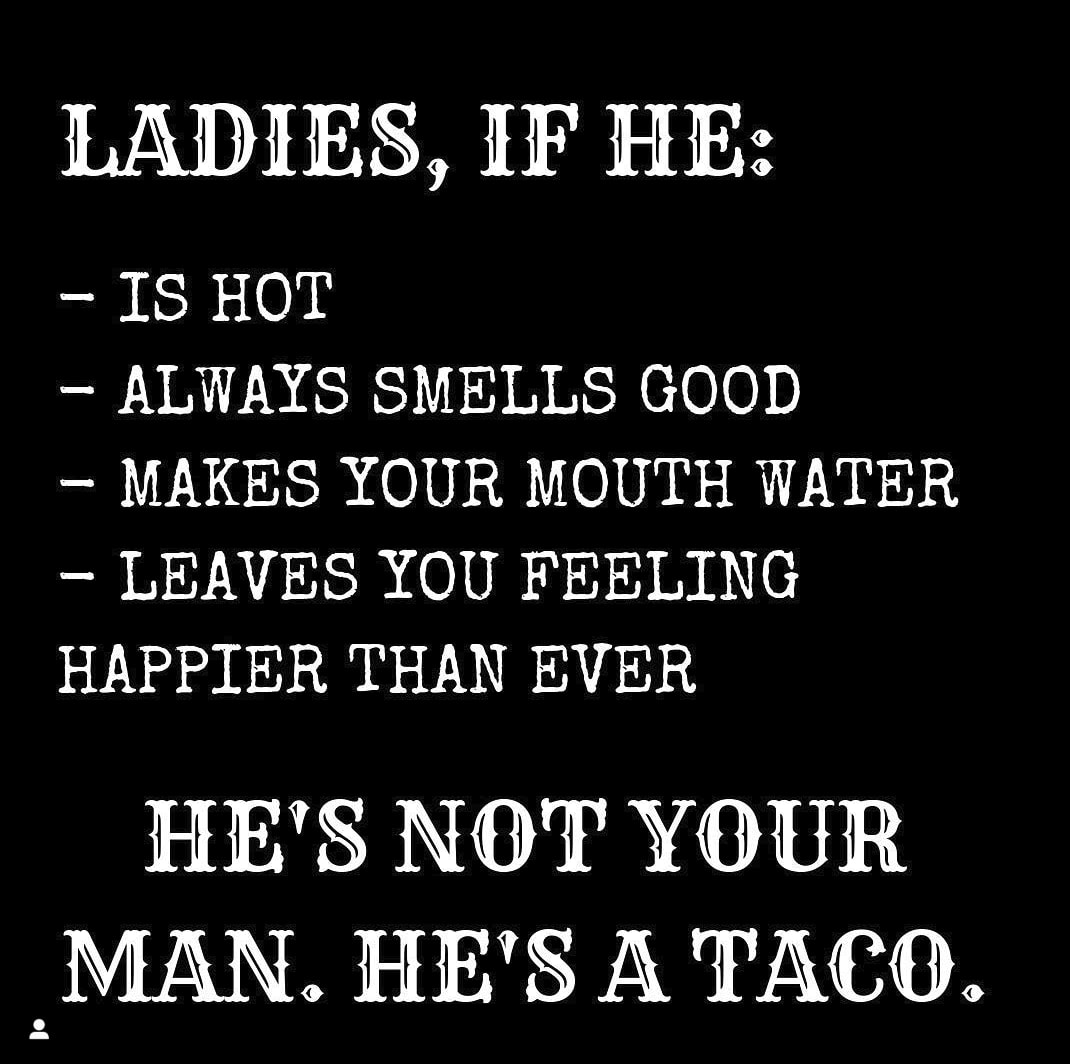 LADIES, IF HE:
- IS HOT
- ALWAYS SMELLS GOOD
- MAKES YOUR MOUTH WATER
- LEAVES YOU FEELING
HAPPIER THAN EVER
HE'S NOT YOUR
MAN. HE'S A TACO.